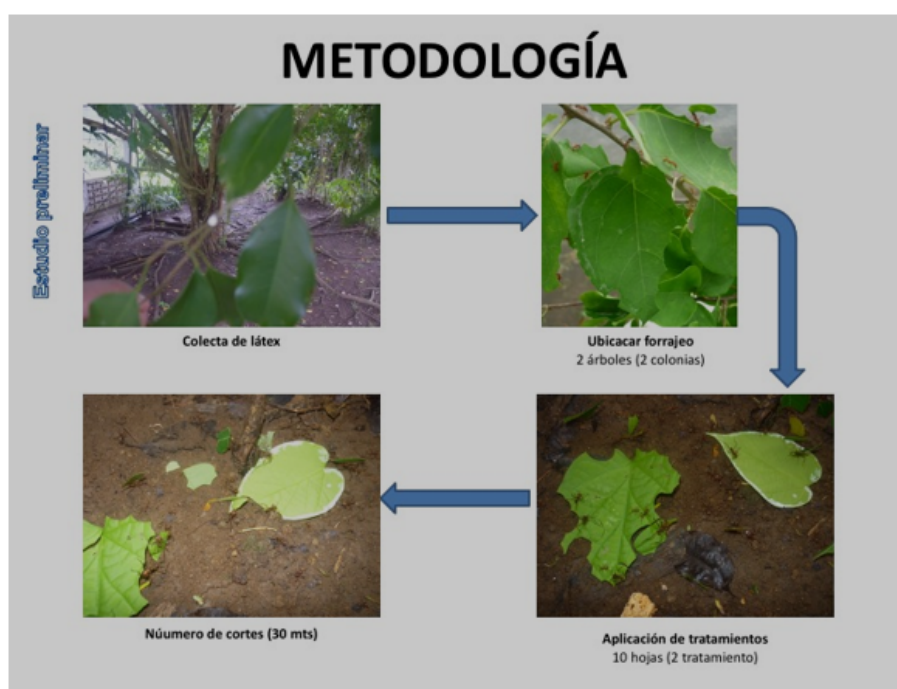 METODOLOGÍA
Estudio preliminar
Colecta de látex
Ubicacar forrajeo
2 árboles (2 colonias)
Aplicación de tratamientos
10 hojas (2 tratamiento)
Núumero de cortes (30 mts)